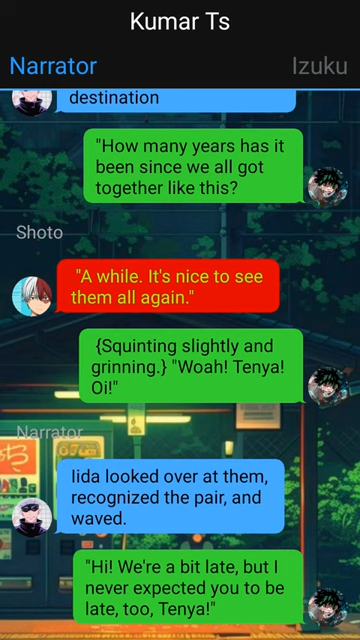 Kumar Ts
Narrator
Izuku
destination
"How many years has it
been since we all got
together like this?
Shoto
"A while. It's nice to see
them all again."
{Squinting slightly and
grinning.} "Woah! Tenya!
Oi!"
Narrator
Iida looked over at them,
recognized the pair, and
waved.
"Hi! We're a bit late, but I
never expected you to be
late, too, Tenya!"